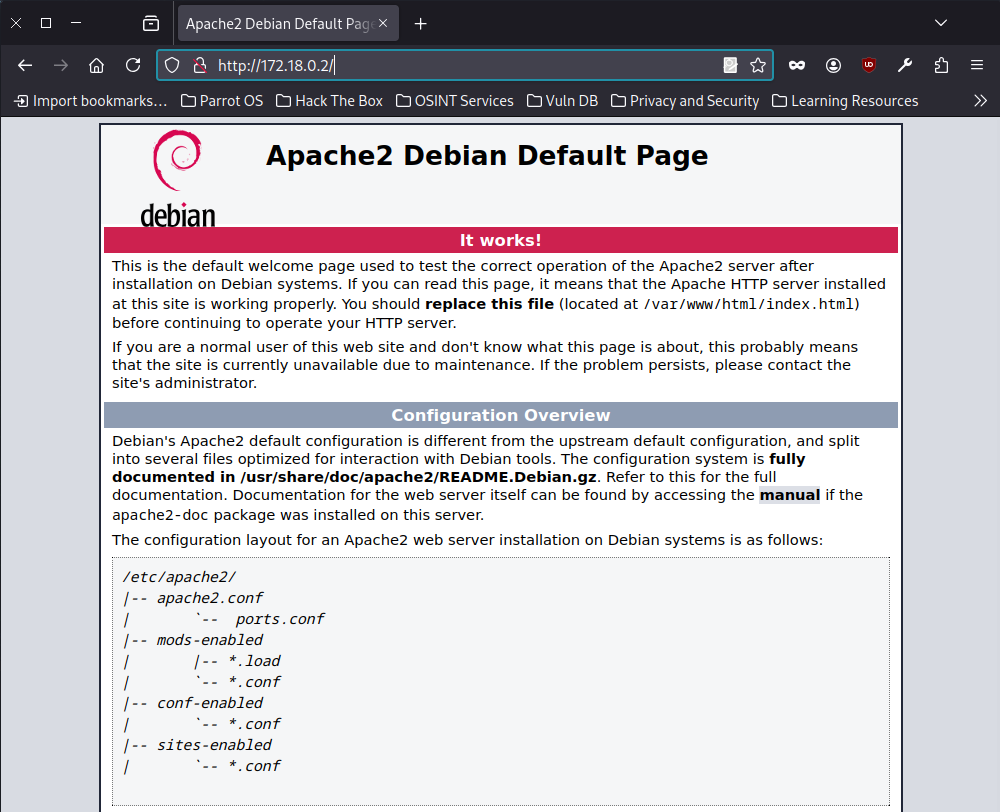 Apache2 Debian Default Page
http://172.18.0.2/
Import bookmarks... Parrot OS Hack The Box OSINT Services Vuln DB Privacy and Security Learning Resources
debian
Apache2 Debian Default Page
It works!
This is the default welcome page used to test the correct operation of the Apache2 server after
installation on Debian systems. If you can read this page, it means that the Apache HTTP server installed
at this site is working properly. You should replace this file (located at /var/www/html/index.html)
before continuing to operate your HTTP server.
If you are a normal user of this web site and don't know what this page is about, this probably means
that the site is currently unavailable due to maintenance. If the problem persists, please contact the
site's administrator.
Configuration Overview
Debian's Apache2 default configuration is different from the upstream default configuration, and split
into several files optimized for interaction with Debian tools. The configuration system is fully
documented in /usr/share/doc/apache2/README.Debian.gz. Refer to this for the full
documentation. Documentation for the web server itself can be found by accessing the manual if the
apache2-doc package was installed on this server.
The configuration layout for an Apache2 web server installation on Debian systems is as follows:
/etc/apache2/
|-- apache2.conf
|       `--  ports.conf
|-- mods-enabled
|       |-- *.load
|       `-- *.conf
|-- conf-enabled
|       `-- *.conf
|-- sites-enabled
|       `-- *.conf